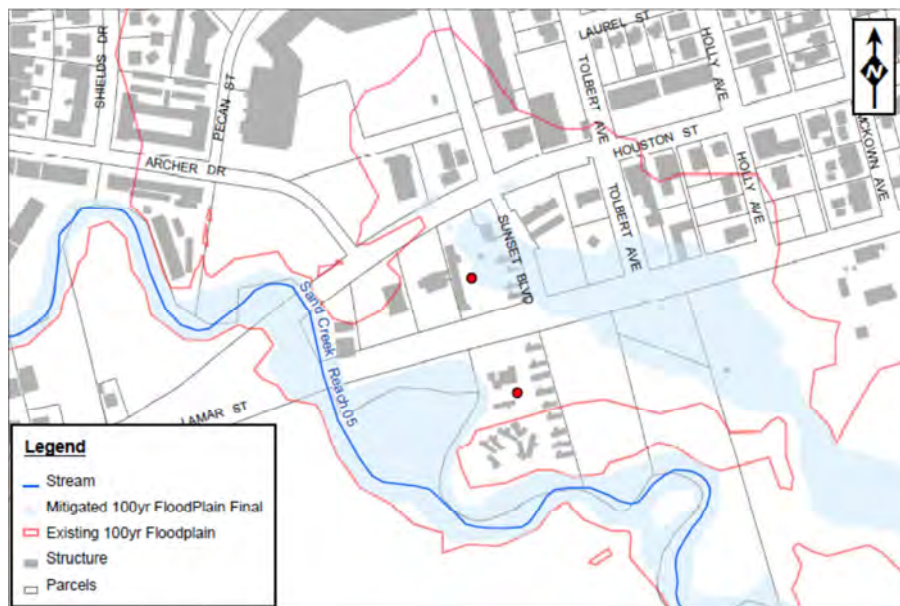 LAUREL ST
SHIELDS DR
PECAN ST
TOLBERT AVE
HOLLY AVE
N
HOUSTON ST
MCKOWN AVE
ARCHER DR
HOLLY AVE
TOLBERT AVE
SUNSET BLVD
Sand Creek Reach 05
LAMAR ST
Legend
Stream
Mitigated 100yr FloodPlain Final
Existing 100yr Floodplain
Structure
Parcels